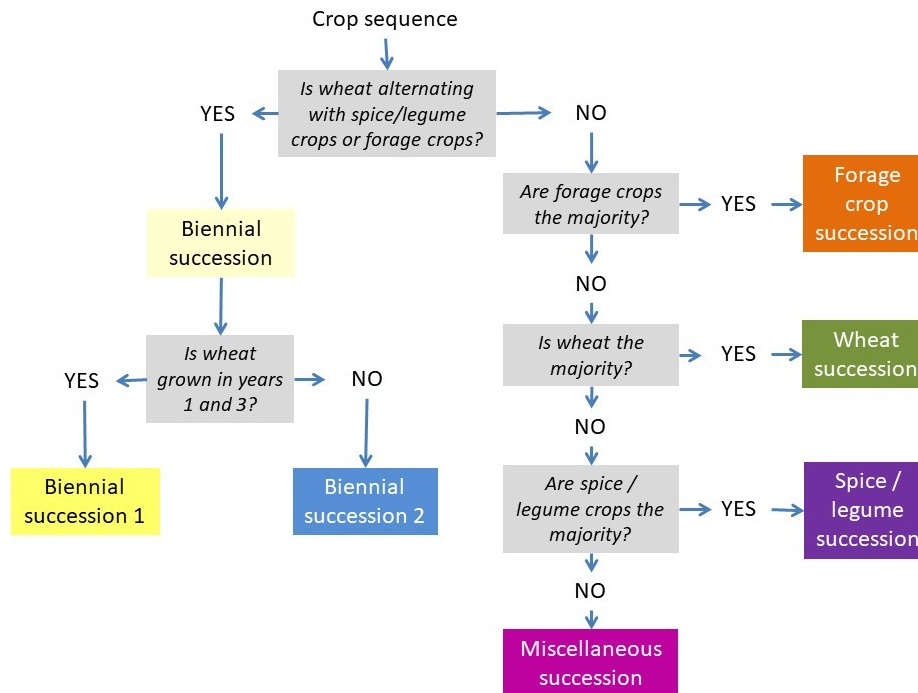 Crop sequence
Is wheat alternating
with spice/legume
crops or forage crops?
YES
NO
Are forage crops
the majority?
YES
Forage
crop
succession
Biennial
succession
NO
Is wheat the
majority?
YES
Wheat
succession
Is wheat
grown in years
1 and 3?
YES
NO
NO
Biennial
succession 1
Biennial
succession 2
Are spice /
legume crops the
majority?
YES
Spice /
legume
succession
NO
Miscellaneous
succession